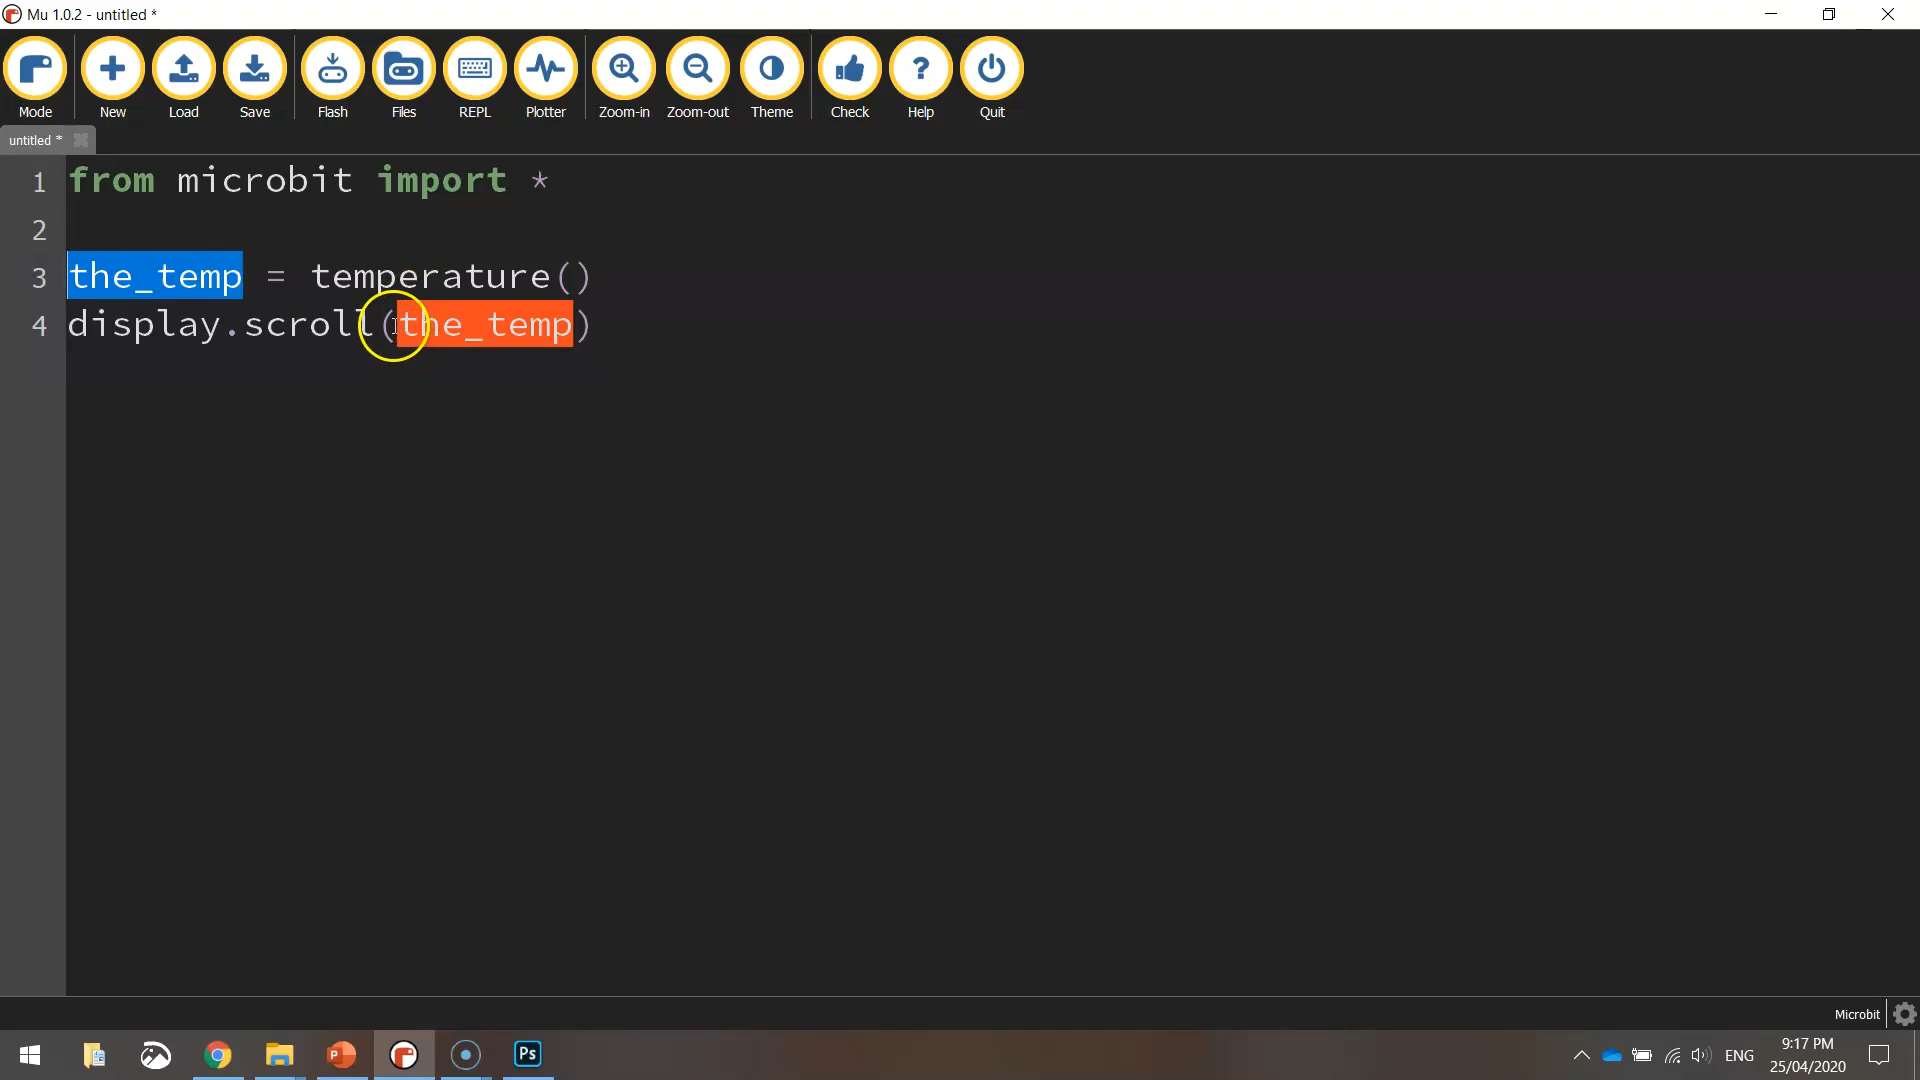 Mu 1.0.2 - untitled *
Mode New Load Save Flash Files REPL Plotter Zoom-in Zoom-out Theme Check Help Quit
untitled *
1 from microbit import *
2
3 the_temp = temperature()
4 display.scroll(the_temp)
Microbit
P Ps ENG 9:17 PM
25/04/2020